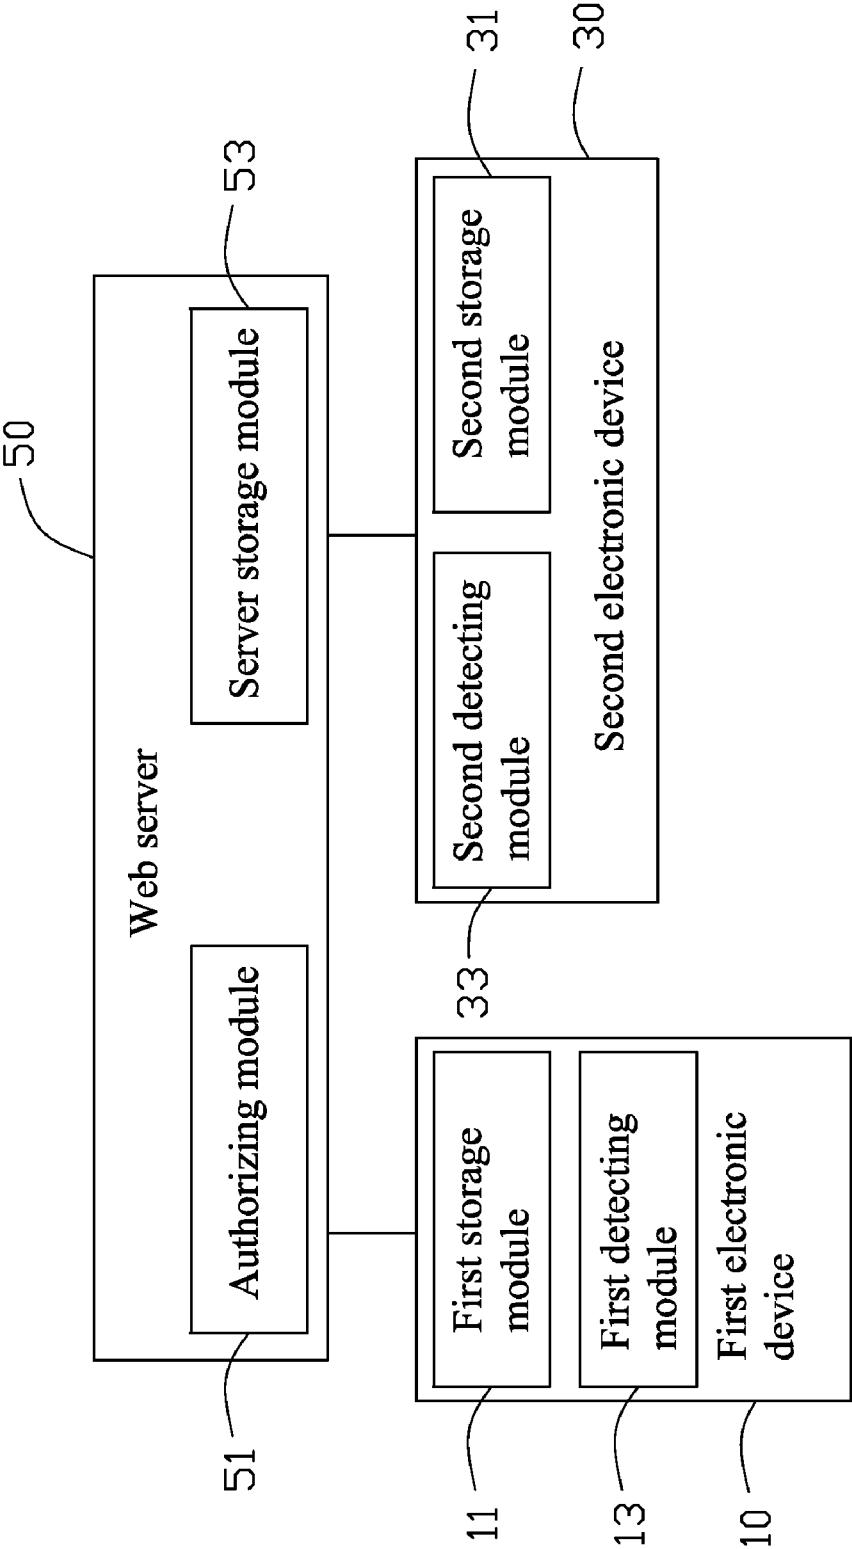 50
Web server
51
Authorizing module
Server storage module
53
11
First storage
module
13
First detecting
module
First electronic
device
10
33
Second detecting
module
Second storage
module
31
Second electronic device
30